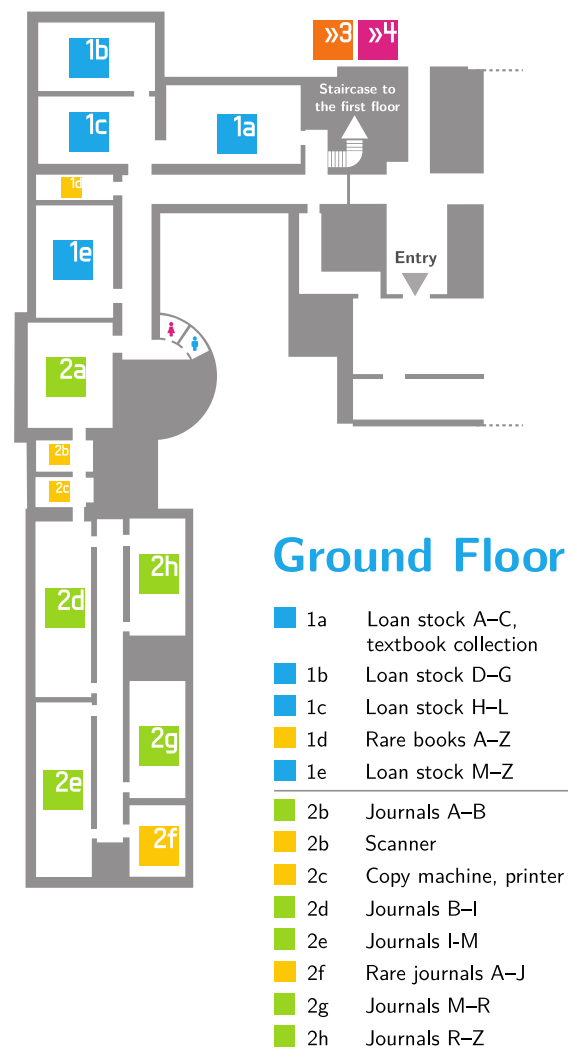 »3
»4
1b
Staircase to
the first floor
1c
1a
1d
1e
Entry
2a
2b
2c
2h
2d
2g
2e
2f
Ground Floor
1a Loan stock A–C,
textbook collection
1b Loan stock D–G
1c Loan stock H–L
1d Rare books A–Z
1e Loan stock M–Z
2b Journals A–B
2b Scanner
2c Copy machine, printer
2d Journals B–I
2e Journals I-M
2f Rare journals A–J
2g Journals M–R
2h Journals R–Z